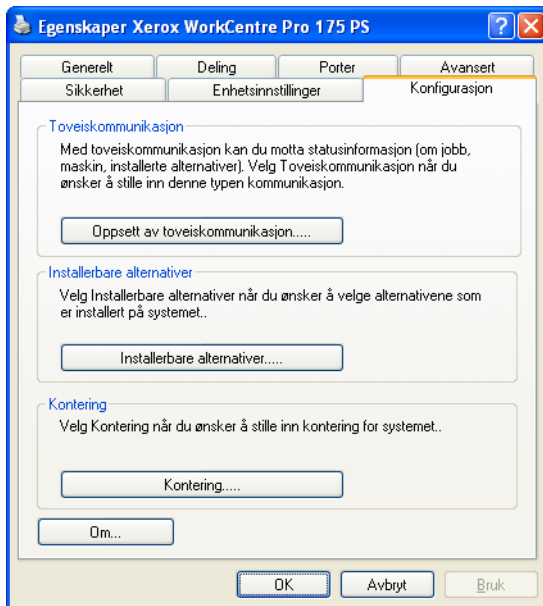 Egenskaper Xerox WorkCentre Pro 175 PS
Generelt Deling Porter Avansert
Sikkerhet Enhetsinnstillinger Konfigurasjon
Toveiskommunikasjon
Med toveiskommunikasjon kan du motta statusinformasjon (om jobb,
maskin, installerte alternativer). Velg Toveiskommunikasjon når du
ønsker å stille inn denne typen kommunikasjon.
Oppsett av toveiskommunikasjon.....
Installerbare alternativer
Velg Installerbare alternativer når du ønsker å velge alternativene som
er installert på systemet..
Installerbare alternativer.....
Kontering
Velg Kontering når du ønsker å stille inn kontering for systemet..
Kontering.....
Om...
OK Avbryt Bruk